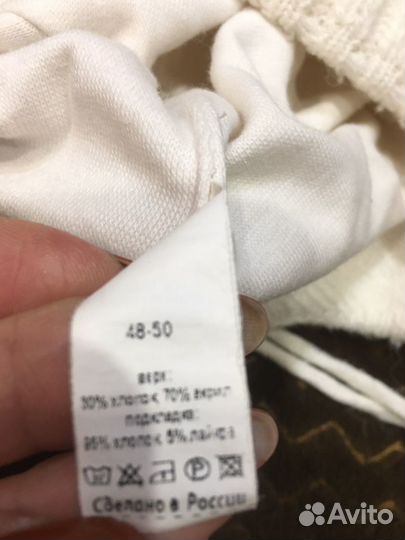 48-50
верх:
30% хлопок, 70% акрил
подкладка:
95% хлопок, 5% лайкра
Сделано в России
Avito